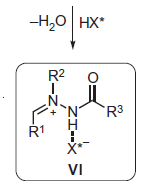 –H2O HX*
R2 O
N + N R3
R1 H
X*–
VI